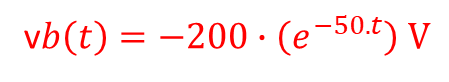 vb(t) = −200 · (e^{−50.t}) V